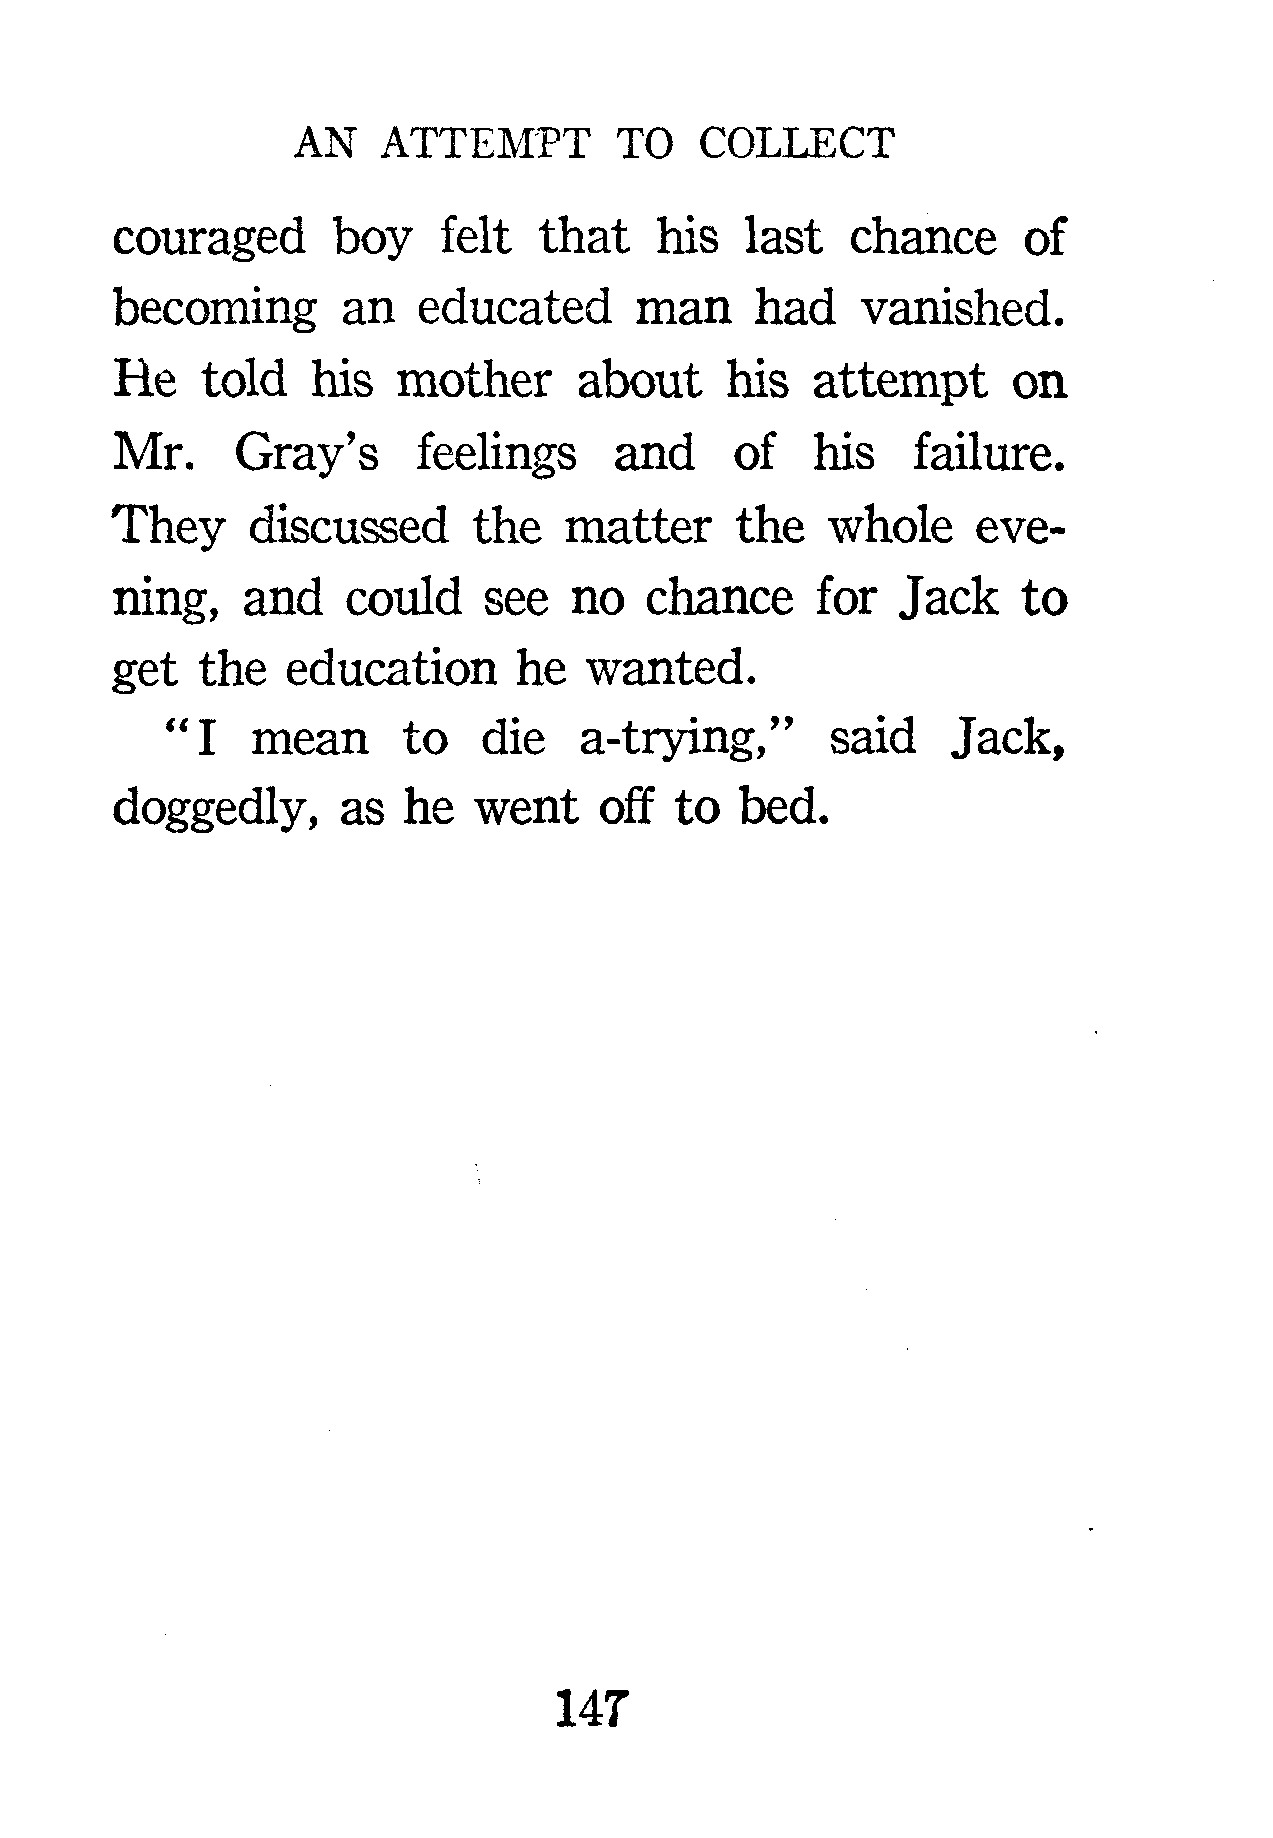 AN ATTEMPT TO COLLECT
couraged boy felt that his last chance of
becoming an educated man had vanished.
He told his mother about his attempt on
Mr. Gray's feelings and of his failure.
They discussed the matter the whole eve-
ning, and could see no chance for Jack to
get the education he wanted.
"I mean to die a-trying," said Jack,
doggedly, as he went off to bed.
147